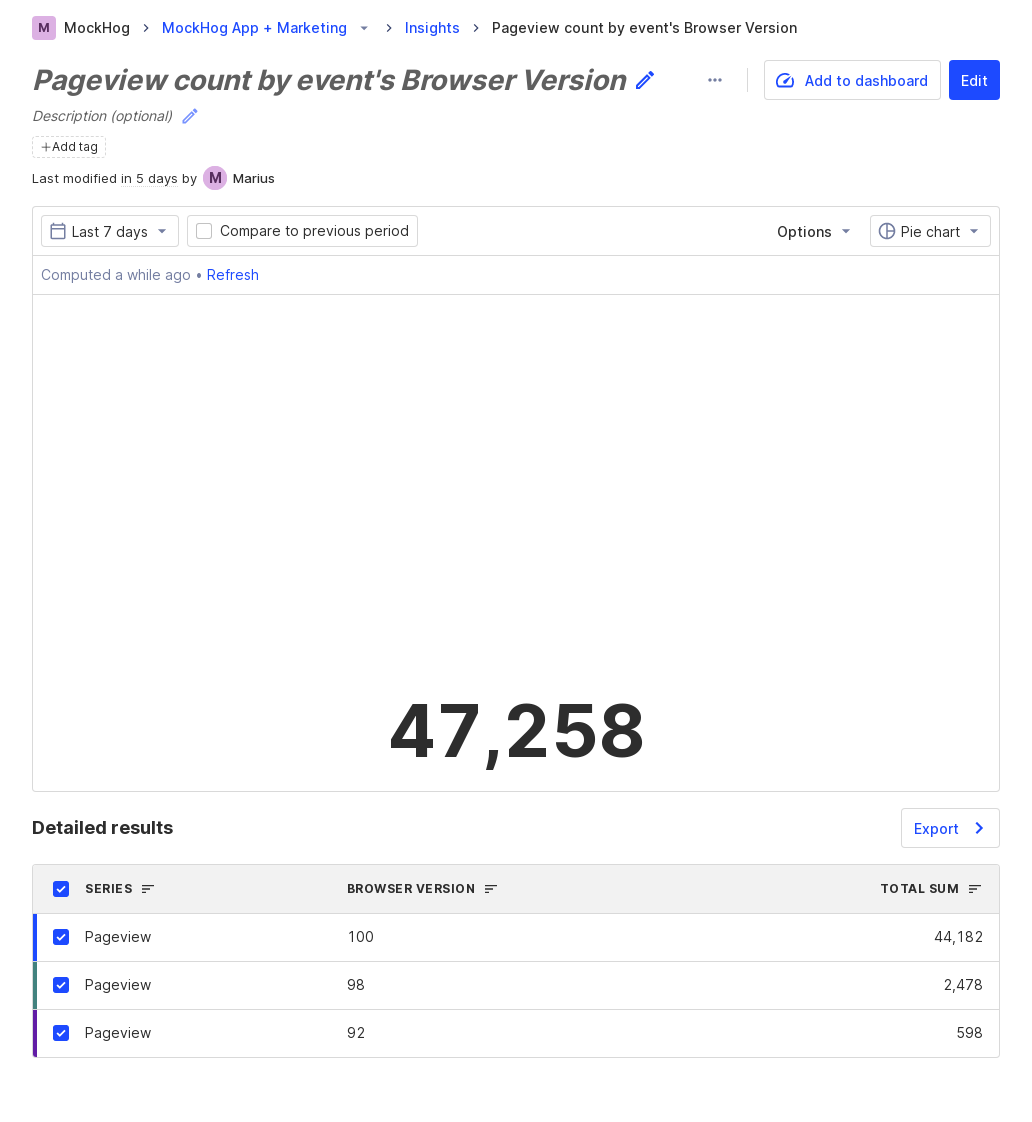 M MockHog MockHog App + Marketing Insights Pageview count by event's Browser Version
Pageview count by event's Browser Version
Add to dashboard
Edit
Description (optional)
Add tag
Last modified in 5 days by M Marius
Last 7 days
Compare to previous period
Options
Pie chart
Computed a while ago • Refresh
47,258
Detailed results
Export
SERIES BROWSER VERSION TOTAL SUM
Pageview 100 44,182
Pageview 98 2,478
Pageview 92 598